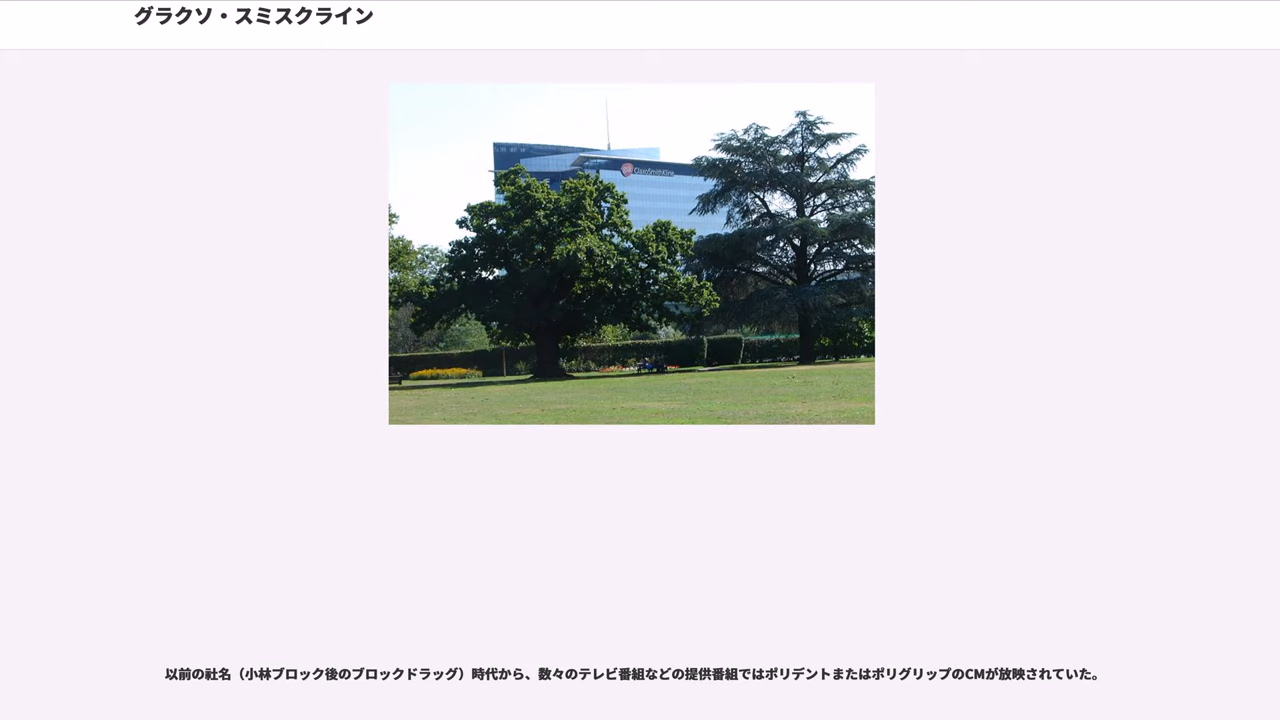 グラクソ・スミスクライン
GlaxoSmithKline
以前の社名（小林ブロック後のブロックドラッグ）時代から、数々のテレビ番組などの提供番組ではポリデントまたはポリグリップのCMが放映されていた。